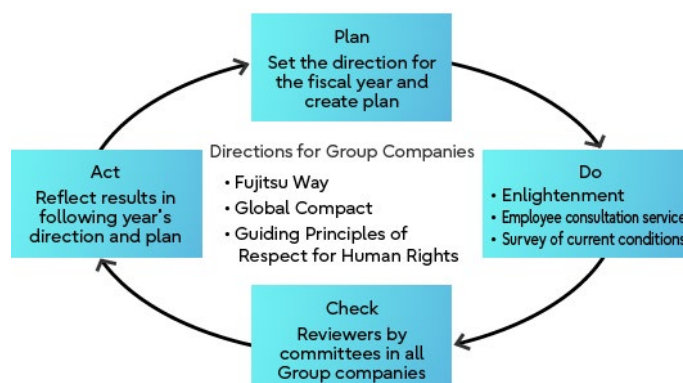 Plan
Set the direction for
the fiscal year and
create plan
Directions for Group Companies
• Fujitsu Way
• Global Compact
• Guiding Principles of
Respect for Human Rights
Act
Reflect results in
following year's
direction and plan
Do
• Enlightenment
• Employee consultation service
• Survey of current conditions
Check
Reviewers by
committees in all
Group companies